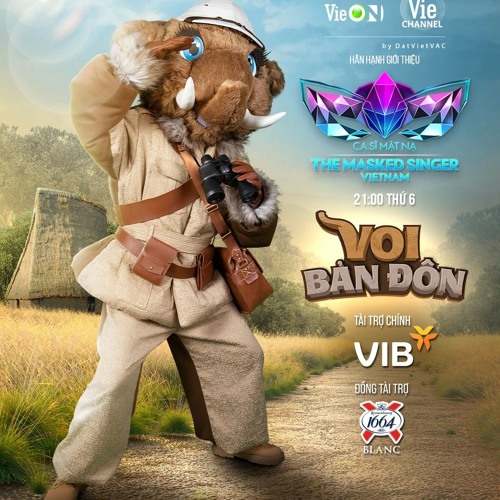 VieON
Vie
CHANNEL
by DatVietVAC
HÂN HẠNH GIỚI THIỆU
CA SĨ MẶT NẠ
THE MASKED SINGER
VIETNAM
21:00 THỨ 6
VOI
BẢN ĐÔN
TÀI TRỢ CHÍNH
VIB
ĐỒNG TÀI TRỢ
1664
BLANC